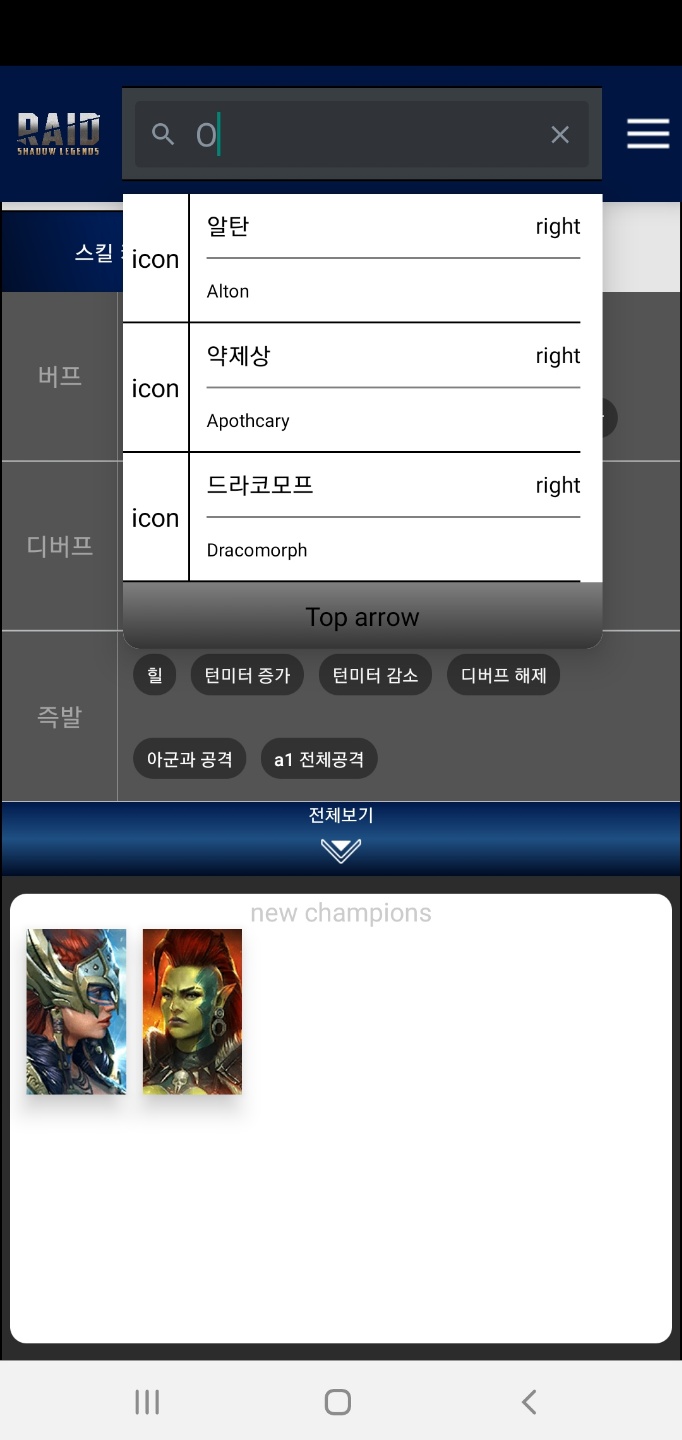 RAID
SHADOW LEGENDS
O
스킬
icon
알탄
right
Alton
icon
약제상
right
Apothcary
icon
드라코모프
right
Dracomorph
Top arrow
버프
디버프
즉발
힐
턴미터 증가
턴미터 감소
디버프 해제
아군과 공격
a1 전체공격
전체보기
new champions